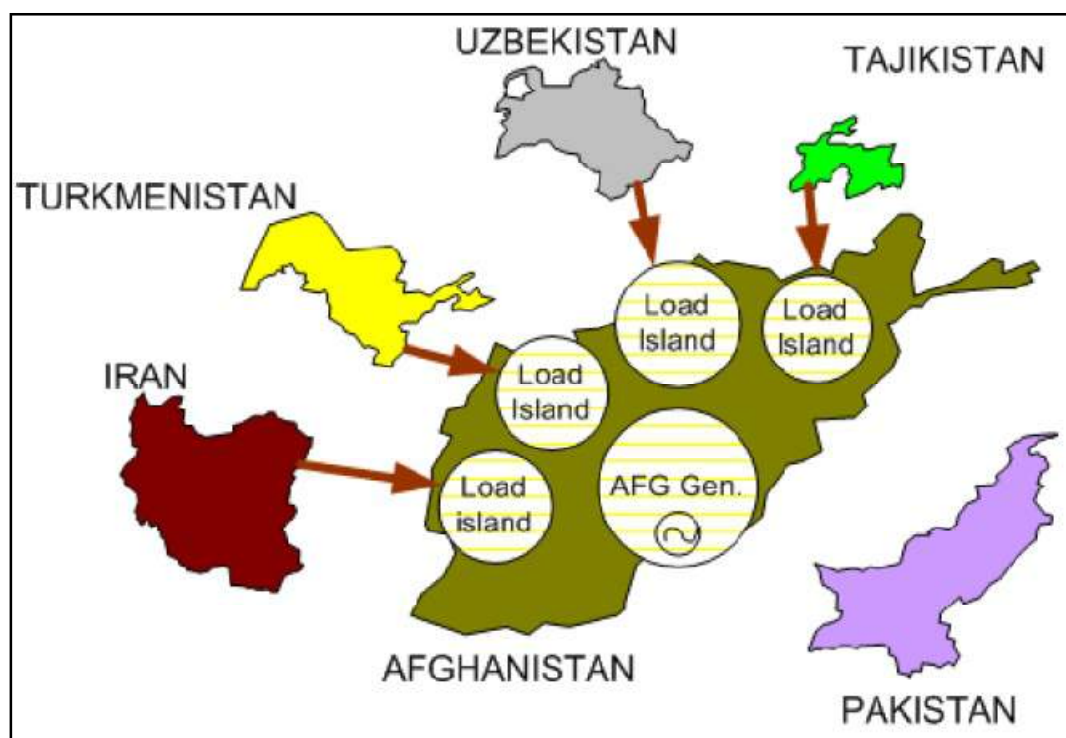 UZBEKISTAN
TAJIKISTAN
TURKMENISTAN
Load
Island
Load
Island
IRAN
Load
Island
Load
island
AFG Gen.
AFGHANISTAN
PAKISTAN